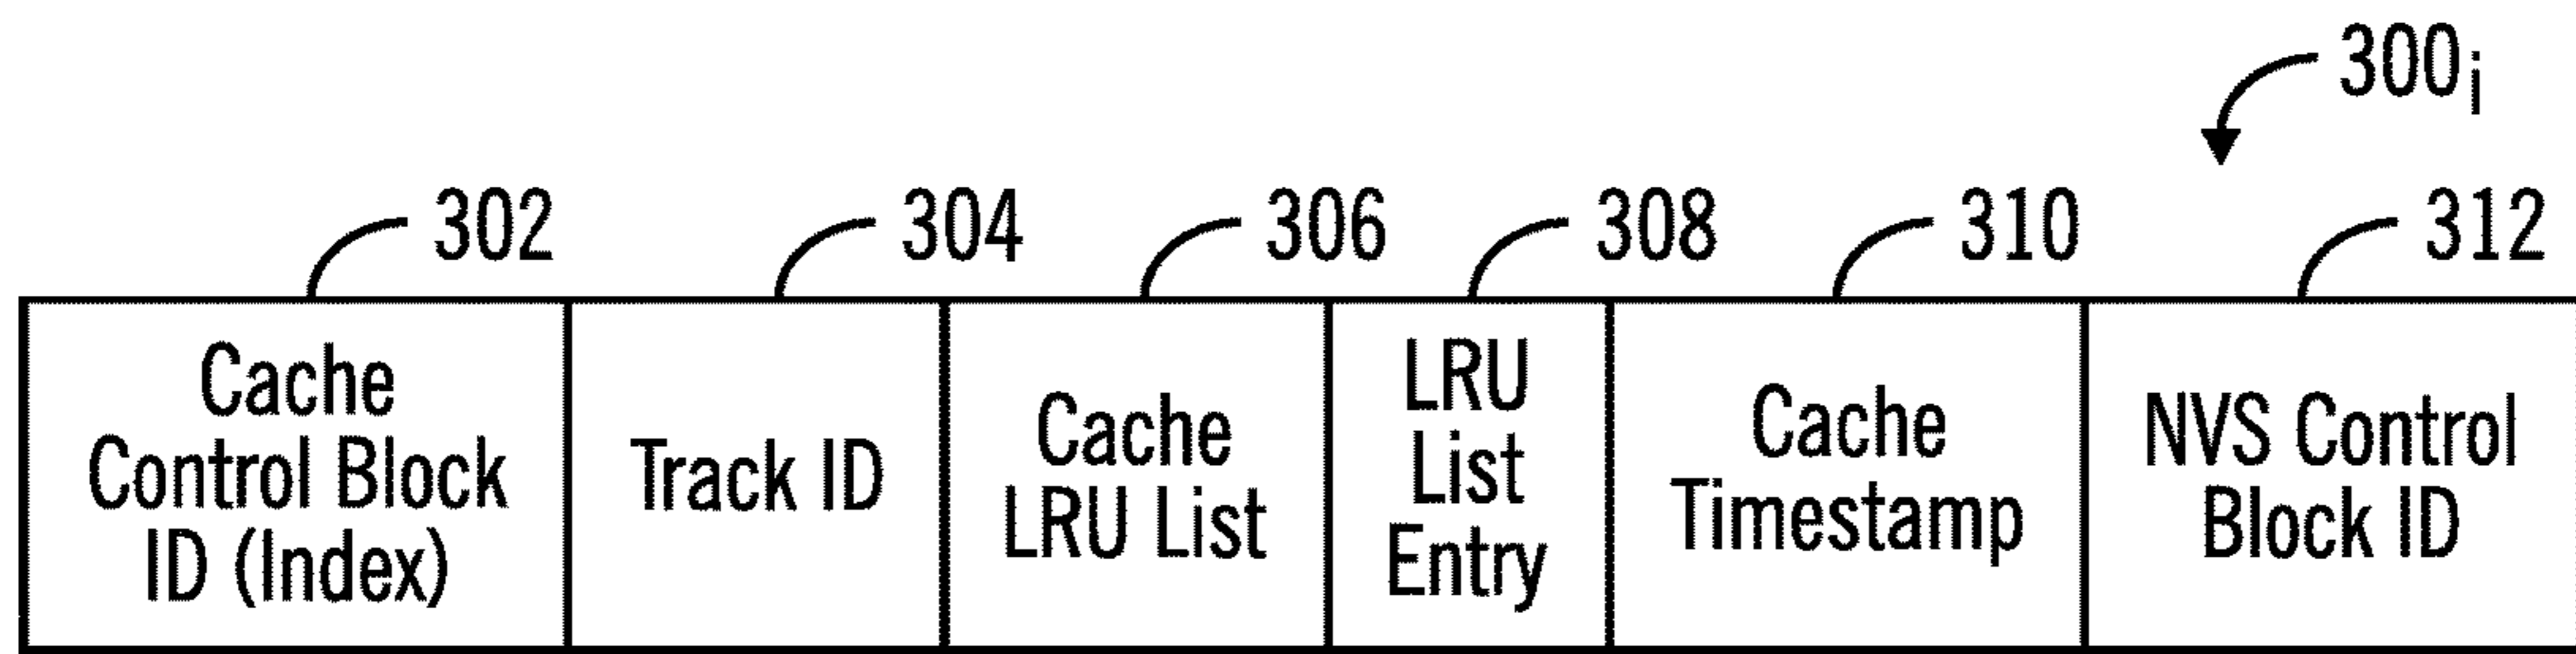 300i
302
304
306
308
310
312
Cache
Control Block
ID (Index)
Track ID
Cache
LRU List
LRU
List
Entry
Cache
Timestamp
NVS Control
Block ID